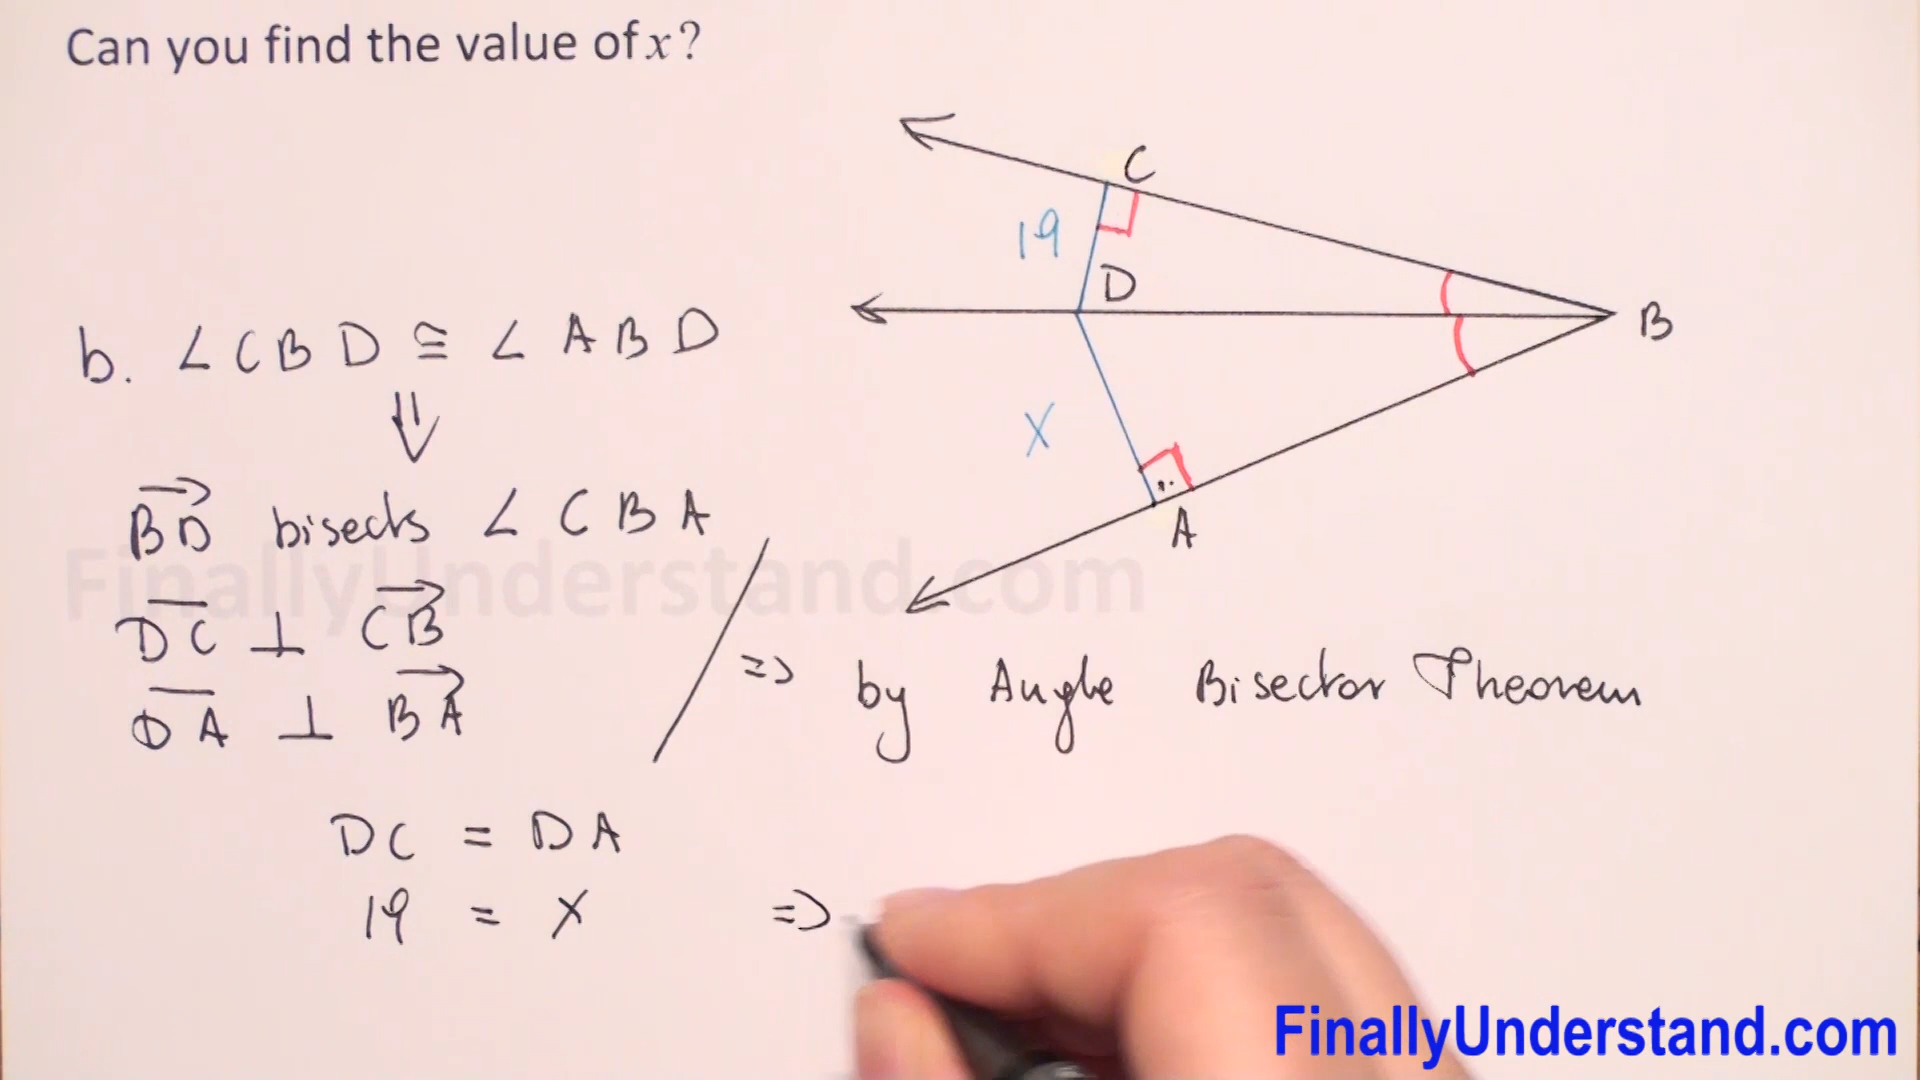 Can you find the value of x?
C
19
D
B
b. ∠CBD ≅ ∠ABD
⇓
X
BD bisects ∠CBA
A
FinallyUnderstand.com
DC ⊥ CB
DA ⊥ BA
=> by Angle Bisector Theorem
DC = DA
19 = X =>
FinallyUnderstand.com